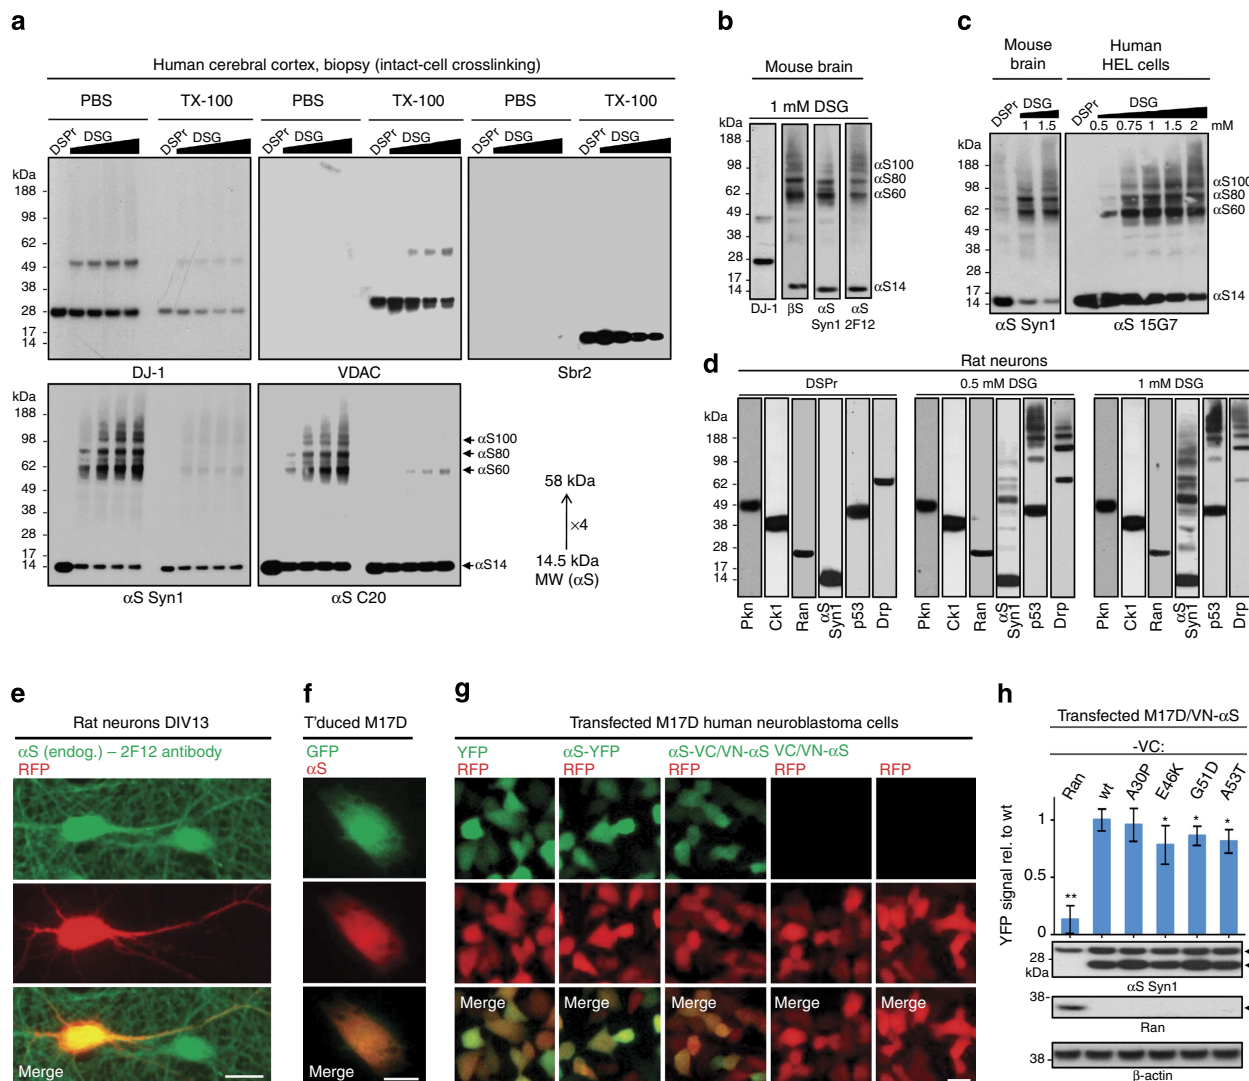 a
Human cerebral cortex, biopsy (intact-cell crosslinking)
PBS TX-100 PBS TX-100 PBS TX-100
DSPr DSG DSPr DSG DSPr DSG DSPr DSG DSPr DSG DSPr DSG
kDa
188
98
62
49
38
28
17
14
DJ-1 VDAC Sbr2
kDa
188
98
62
49
38
28
17
14
αS100
αS80
αS60
αS14
58 kDa
×4
14.5 kDa
MW (αS)
αS Syn1 αS C20
b
Mouse brain
1 mM DSG
kDa
188
98
62
49
38
28
17
14
αS100
αS80
αS60
αS14
DJ-1 βS αS Syn1 αS 2F12
c
Mouse brain
Human HEL cells
DSPr DSG DSPr DSG
1 1.5 0.5 0.75 1 1.5 2 mM
kDa
188
98
62
49
38
28
17
14
αS100
αS80
αS60
αS14
αS Syn1 αS 15G7
d
Rat neurons
DSPr 0.5 mM DSG 1 mM DSG
kDa
188
98
62
49
38
28
17
14
Pkn Ck1 Ran αS Syn1 p53 Drp Pkn Ck1 Ran αS Syn1 p53 Drp Pkn Ck1 Ran αS Syn1 p53 Drp
e
Rat neurons DIV13
αS (endog.) – 2F12 antibody
RFP
Merge
f
T'duced M17D
GFP
αS
Merge
g
Transfected M17D human neuroblastoma cells
YFP αS-YFP αS-VC/VN-αS VC/VN-αS
RFP RFP RFP RFP RFP
Merge Merge Merge Merge Merge
h
Transfected M17D/VN-αS
-VC:
Ran wt A30P E46K G51D A53T
YFP signal rel. to wt
1
0.5
0
** * * *
28
kDa
αS Syn1
38
Ran
38
β-actin